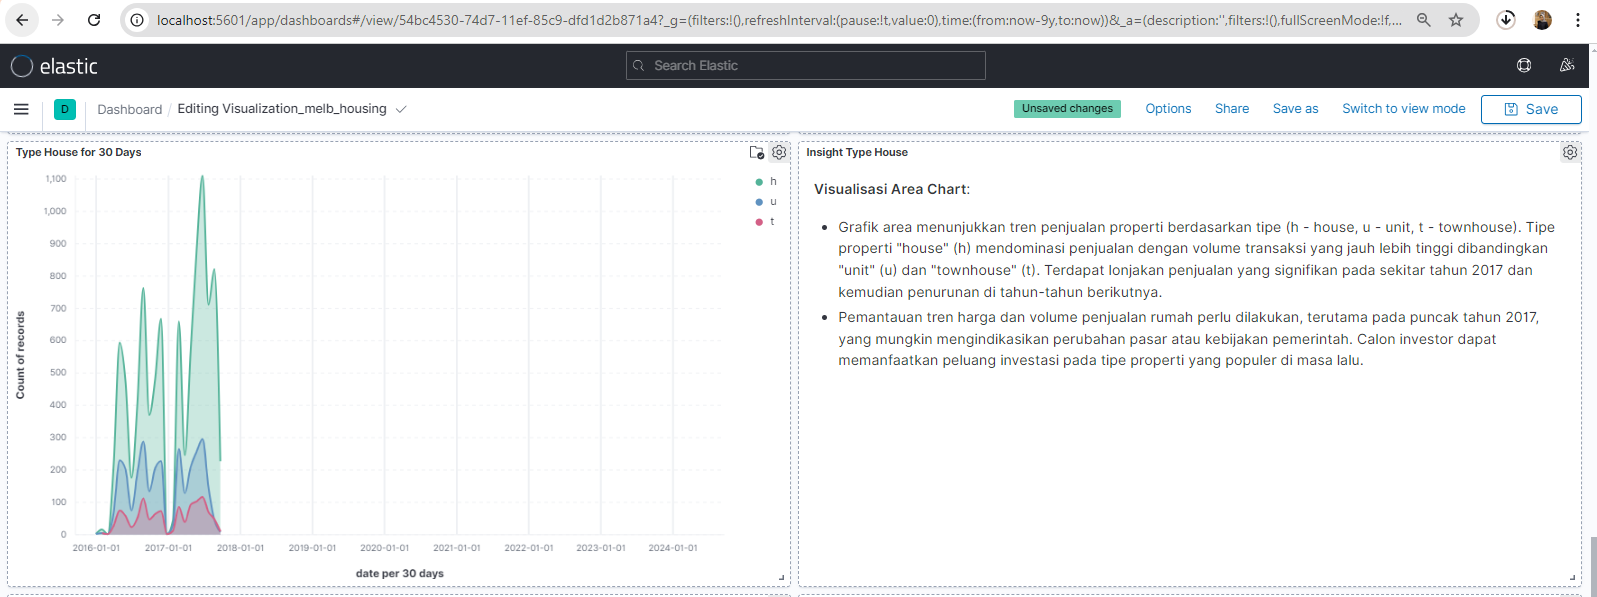 localhost:5601/app/dashboards#/view/54bc4530-74d7-11ef-85c9-dfd1d2b871a4?_g=(filters:!(),refreshInterval:(pause:!t,value:0),time:(from:now-9y,to:now))&_a=(description:'',filters:!(),fullScreenMode:!f,...
elastic
Search Elastic
D
Dashboard / Editing Visualization_melb_housing
Unsaved changes
Options
Share
Save as
Switch to view mode
Save
Type House for 30 Days
1,100
1,000
900
800
700
600
500
400
300
200
100
0
Count of records
2016-01-01
2017-01-01
2018-01-01
2019-01-01
2020-01-01
2021-01-01
2022-01-01
2023-01-01
2024-01-01
date per 30 days
h
u
t
Insight Type House
Visualisasi Area Chart:
• Grafik area menunjukkan tren penjualan properti berdasarkan tipe (h - house, u - unit, t - townhouse). Tipe
properti "house" (h) mendominasi penjualan dengan volume transaksi yang jauh lebih tinggi dibandingkan
"unit" (u) dan "townhouse" (t). Terdapat lonjakan penjualan yang signifikan pada sekitar tahun 2017 dan
kemudian penurunan di tahun-tahun berikutnya.
• Pemantauan tren harga dan volume penjualan rumah perlu dilakukan, terutama pada puncak tahun 2017,
yang mungkin mengindikasikan perubahan pasar atau kebijakan pemerintah. Calon investor dapat
memanfaatkan peluang investasi pada tipe properti yang populer di masa lalu.